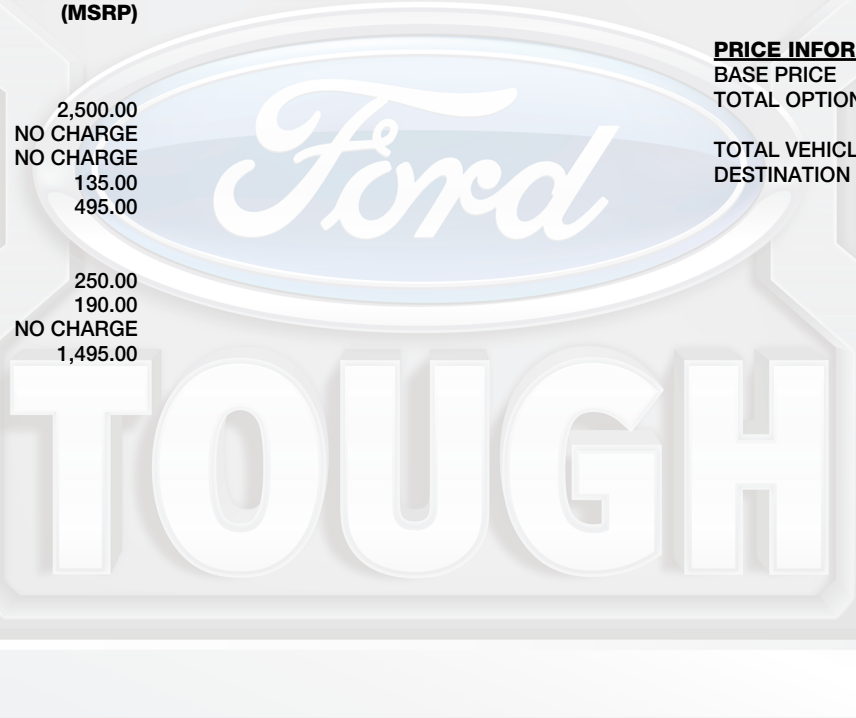 (MSRP)
2,500.00
NO CHARGE
NO CHARGE
135.00
495.00
250.00
190.00
NO CHARGE
1,495.00
PRICE INFOR
BASE PRICE
TOTAL OPTION
TOTAL VEHICL
DESTINATION
Ford
TOUGH